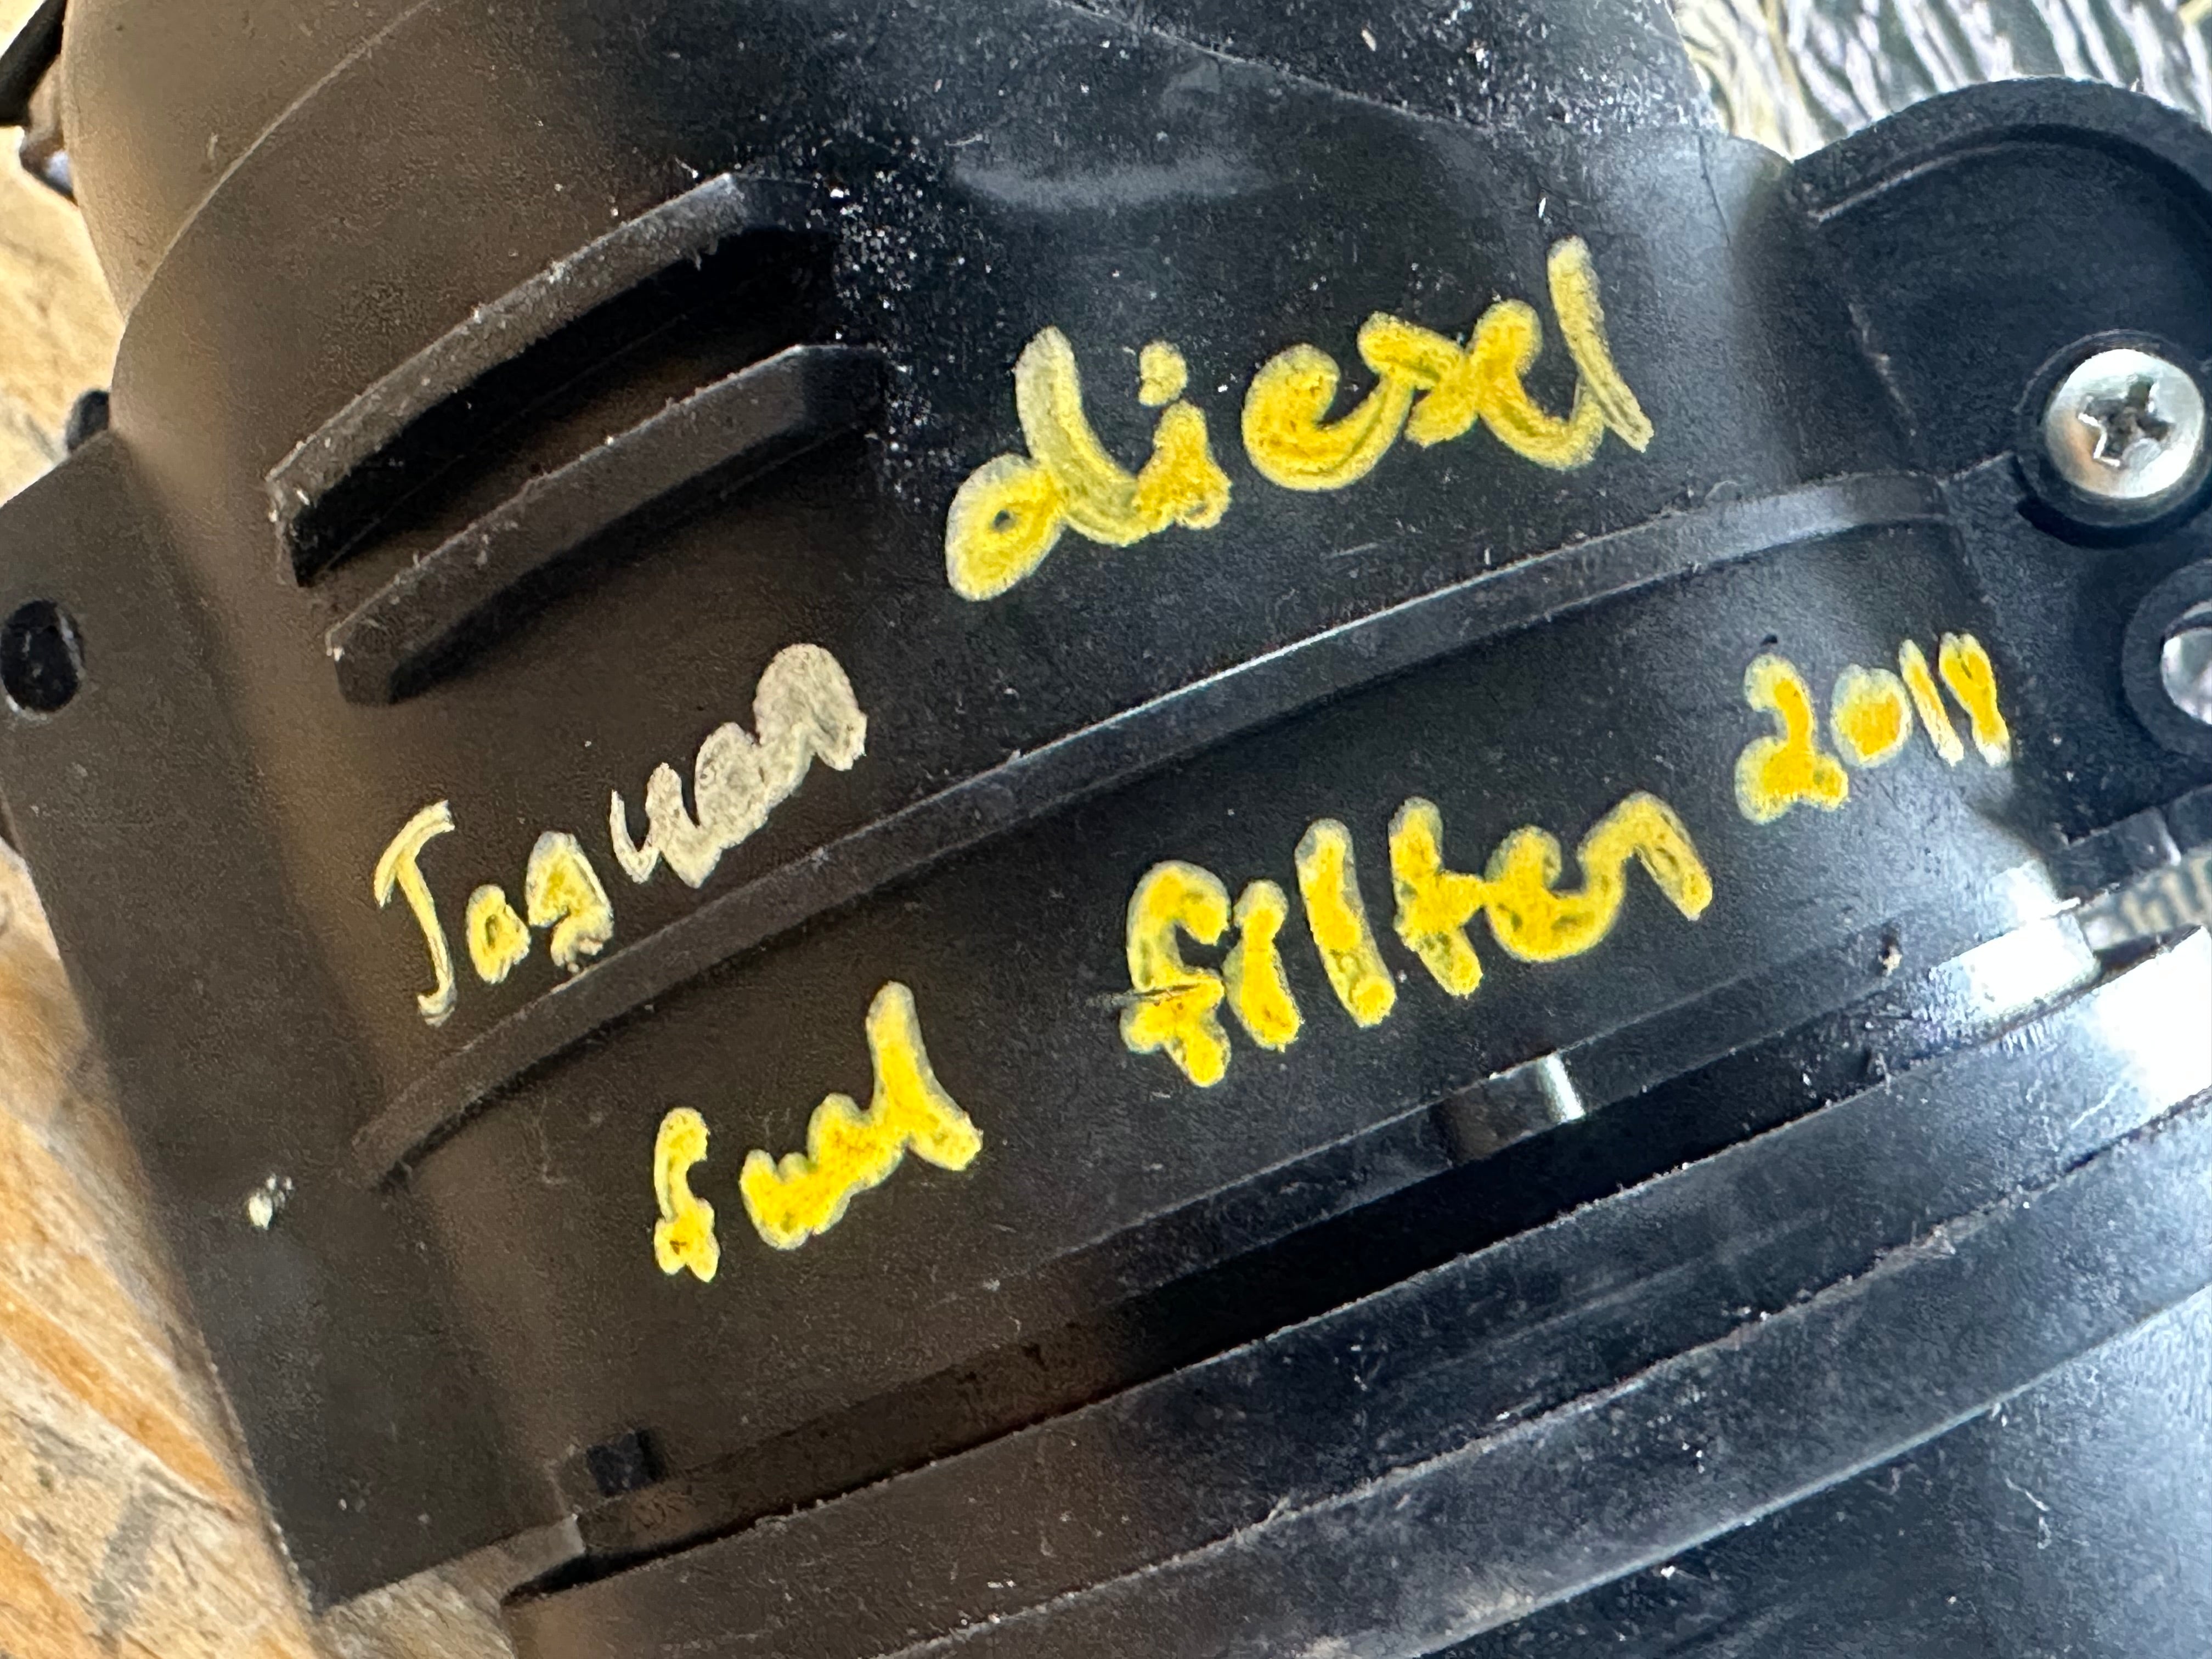 Jaguar diesel
fuel filter 2011